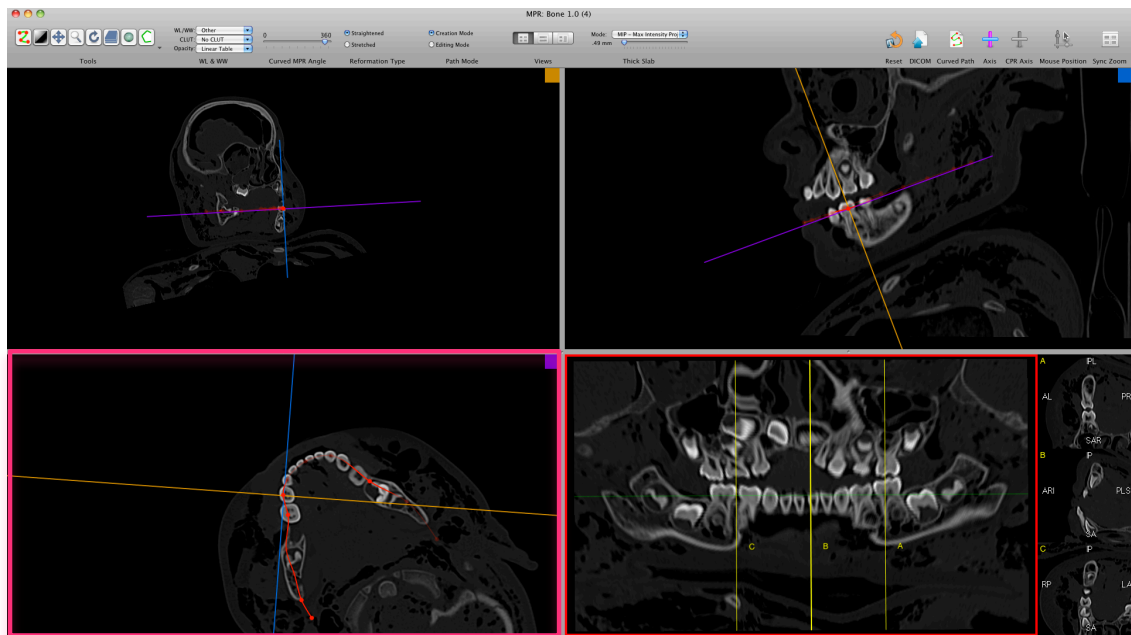 MPR: Bone 1.0 (4)
WL/WW: Other
CLUT: No CLUT
Opacity: Linear Table
0 360
Straightened
Stretched
Creation Mode
Editing Mode
Mode: MIP - Max Intensity Proj
.49 mm
Tools WL & WW Curved MPR Angle Reformation Type Path Mode Views Thick Slab Reset DICOM Curved Path Axis CPR Axis Mouse Position Sync Zoom
A IPL
AL PR
SAR
B IP
ARI PLS
SA
C IP
RP LA
SA
C B A